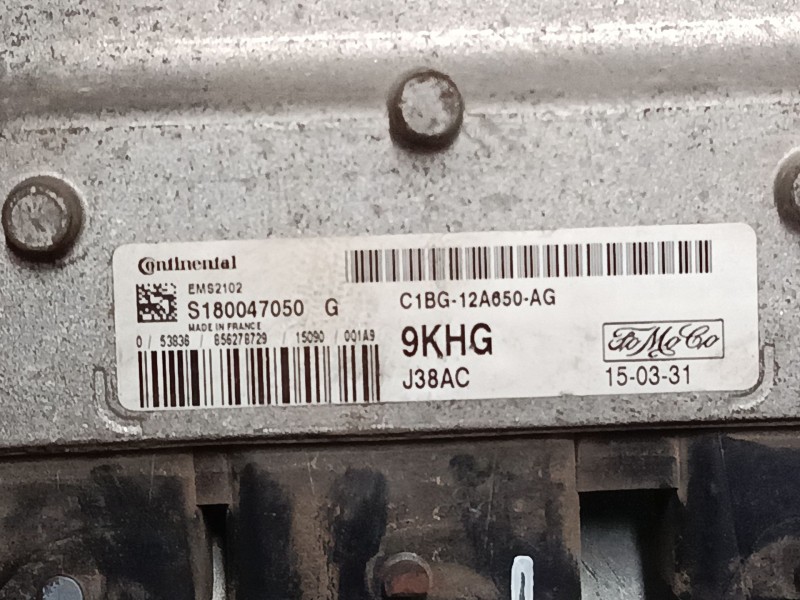 Continental
EMS2102
S180047050 G
MADE IN FRANCE
0 / 53836 / 856278729 / 15090 / 001A9
C1BG-12A650-AG
9KHG
FoMoCo
J38AC
15-03-31